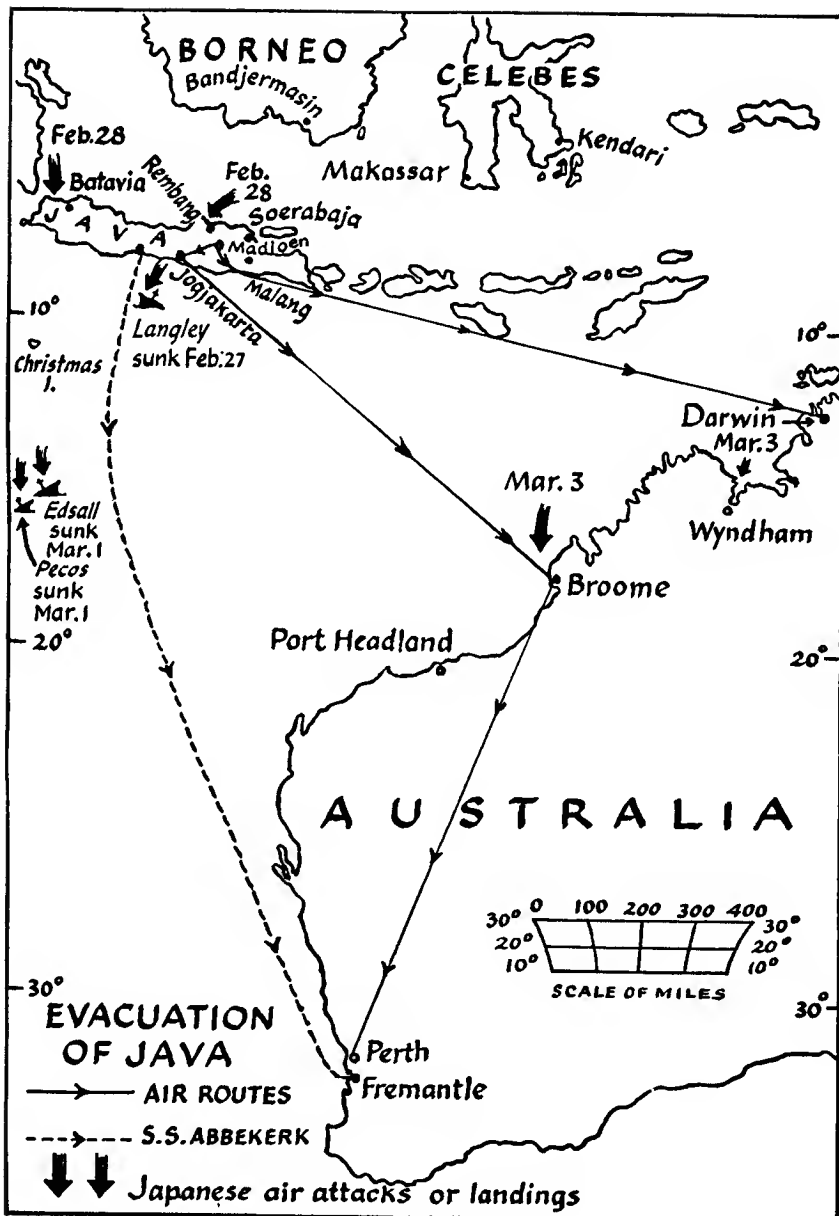 BORNEO
Bandjermasin
CELEBES
Kendari
Makassar
Feb.28
Batavia
Rembang
Feb.
28
Soerabaja
JAVA
Madioen
Malang
Jogjakarta
10°
10°
Langley
sunk Feb.27
Christmas
I.
Darwin
Mar. 3
Edsall
sunk
Mar. 1
Pecos
sunk
Mar. 1
Mar. 3
Wyndham
Broome
20°
20°
Port Headland
AUSTRALIA
0 100 200 300 400
30° 30°
20° 20°
10° 10°
SCALE OF MILES
30°
30°
EVACUATION
OF JAVA
Perth
Fremantle
AIR ROUTES
S.S. ABBEKERK
Japanese air attacks or landings